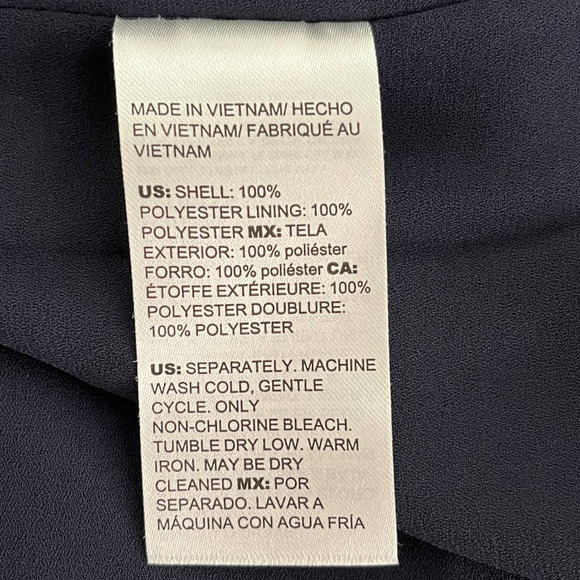 MADE IN VIETNAM/ HECHO
EN VIETNAM/ FABRIQUÉ AU
VIETNAM
US: SHELL: 100%
POLYESTER LINING: 100%
POLYESTER MX: TELA
EXTERIOR: 100% poliéster
FORRO: 100% poliéster CA:
ÉTOFFE EXTÉRIEURE: 100%
POLYESTER DOUBLURE:
100% POLYESTER
US: SEPARATELY. MACHINE
WASH COLD, GENTLE
CYCLE. ONLY
NON-CHLORINE BLEACH.
TUMBLE DRY LOW. WARM
IRON. MAY BE DRY
CLEANED MX: POR
SEPARADO. LAVAR A
MÁQUINA CON AGUA FRÍA